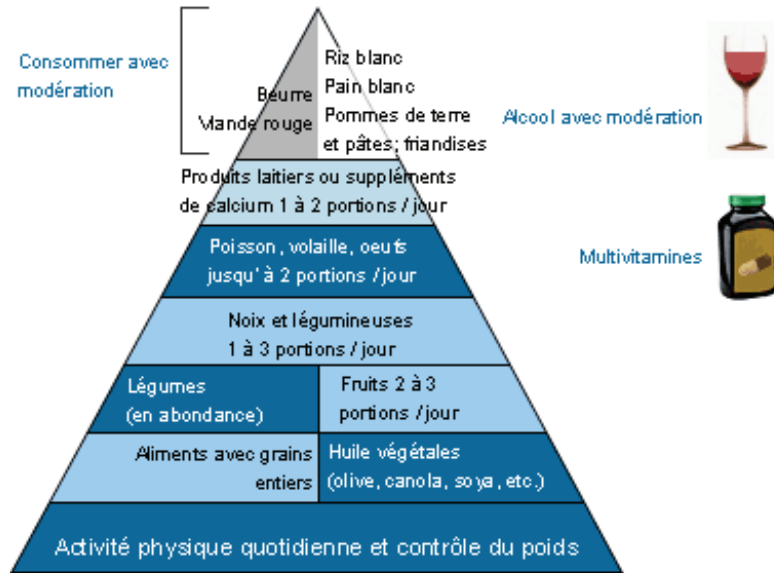 Consommer avec
modération
Beurre
Viande rouge
Riz blanc
Pain blanc
Pommes de terre
et pâtes; friandises
Alcool avec modération
Produits laitiers ou suppléments
de calcium 1 à 2 portions / jour
Poisson, volaille, oeufs
jusqu' à 2 portions / jour
Multivitamines
Noix et légumineuses
1 à 3 portions / jour
Légumes
(en abondance)
Fruits 2 à 3
portions / jour
Aliments avec grains
entiers
Huile végétales
(olive, canola, soya, etc.)
Activité physique quotidienne et contrôle du poids